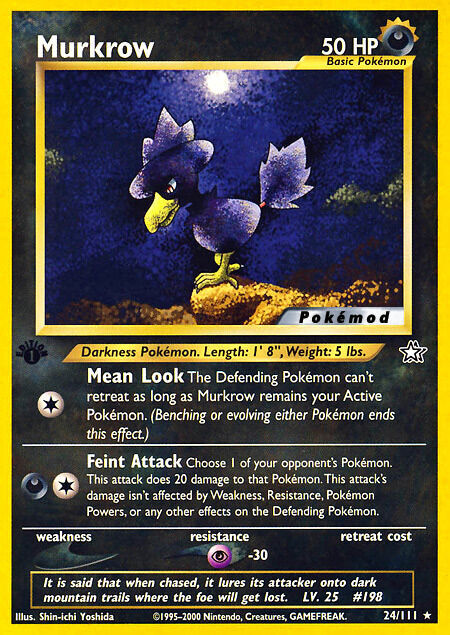 Murkrow 50 HP
Basic Pokémon
Pokémod
EDITION 1
Darkness Pokémon. Length: 1' 8", Weight: 5 lbs.
Mean Look The Defending Pokémon can't
retreat as long as Murkrow remains your Active
Pokémon. (Benching or evolving either Pokémon ends
this effect.)
Feint Attack Choose 1 of your opponent's Pokémon.
This attack does 20 damage to that Pokémon. This attack's
damage isn't affected by Weakness, Resistance, Pokémon
Powers, or any other effects on the Defending Pokémon.
weakness resistance retreat cost
-30
It is said that when chased, it lures its attacker onto dark
mountain trails where the foe will get lost. LV. 25 #198
Illus. Shin-ichi Yoshida ©1995-2000 Nintendo, Creatures, GAMEFREAK. 24/111 ★